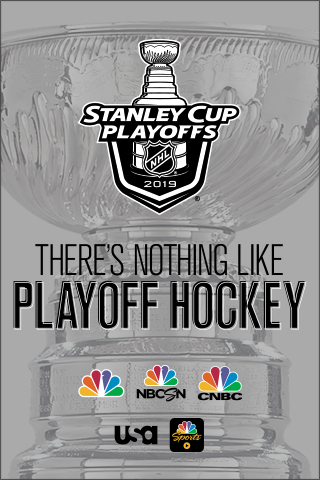 STANLEY CUP
PLAYOFFS
NHL
2019
®
THERE'S NOTHING LIKE
PLAYOFF HOCKEY
NBCSN
CNBC
usa
Sports